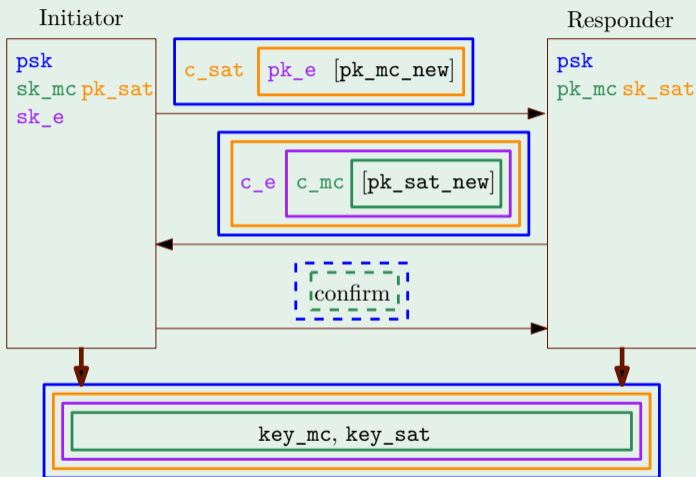 Initiator
Responder
psk
sk_mc pk_sat
sk_e
c_sat pk_e [pk_mc_new]
psk
pk_mc sk_sat
c_e c_mc [pk_sat_new]
confirm
key_mc, key_sat